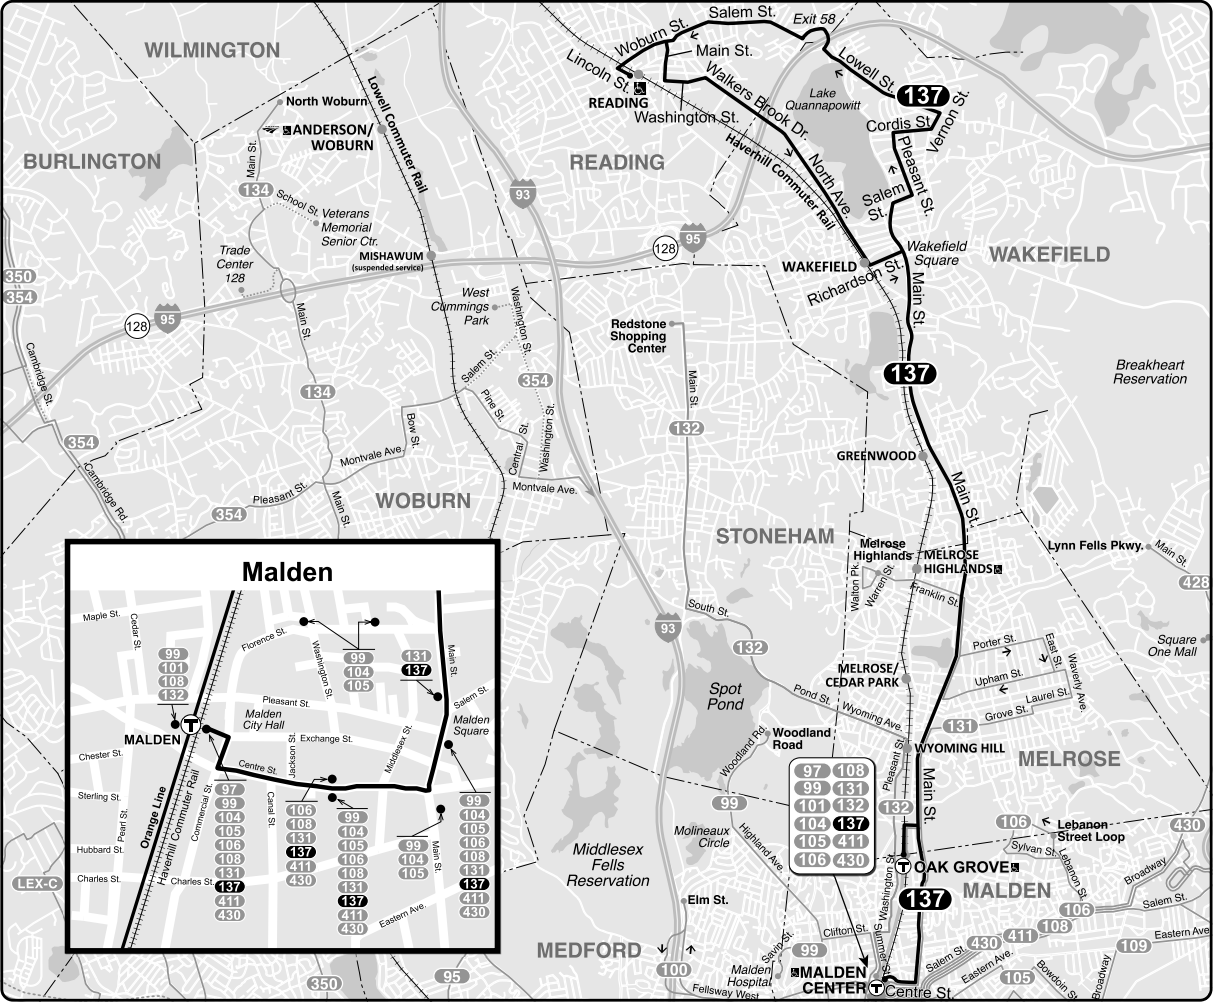 WILMINGTON
BURLINGTON
North Woburn
ANDERSON/
WOBURN
Lowell Commuter Rail
Main St.
134
School St.
Veterans
Memorial
Senior Ctr.
Trade
Center
128
MISHAWUM
(suspended service)
350
354
128
95
Main St.
134
Cambridge St.
354
Cambridge Rd.
West
Cummings
Park
Washington St.
Salem St.
354
Pine St.
Bow St.
Central St.
Washington St.
Montvale Ave.
Montvale Ave.
Pleasant St.
354
Main St.
WOBURN
93
READING
Salem St.
Exit 58
Woburn St.
Main St.
Lincoln St.
READING
Washington St.
Walkers Brook Dr.
Lake
Quannapowitt
Lowell St.
137
Vernon St.
Cordis St.
Pleasant St.
Salem
St.
North Ave.
Haverhill Commuter Rail
128
95
WAKEFIELD
Wakefield
Square
WAKEFIELD
Richardson St.
Main St.
137
Breakheart
Reservation
Redstone
Shopping
Center
Main St.
132
GREENWOOD
Main St.
STONEHAM
Melrose
Highlands
MELROSE
HIGHLANDS
Walton Pk.
Warren St.
Franklin St.
Lynn Fells Pkwy.
Main St.
428
Square
One Mall
South St.
93
132
Porter St.
East St.
Waverly Ave.
Upham St.
Laurel St.
Grove St.
131
MELROSE/
CEDAR PARK
Spot
Pond
Pond St.
Wyoming Ave.
WYOMING HILL
Woodland
Road
Woodland Rd.
Pleasant St.
Main St.
MELROSE
97 108
99 131
101 132
104 137
105 411
106 430
132
99
Molineaux
Circle
Highland Ave.
Middlesex
Fells
Reservation
106
Lebanon
Street Loop
430
Sylvan St.
Lebanon St.
Broadway
OAK GROVE
MALDEN
Washington St.
137
Salem St.
106
108
411
430
Eastern Ave.
109
Elm St.
Clifton St.
Summer St.
Savin St.
99
Salem St.
Eastern Ave.
Bowdoin St.
Broadway
105
MEDFORD
100
Malden
Hospital
Fellsway West
MALDEN
CENTER
Centre St.
LEX-C
350
95
Malden
Maple St.
Cedar St.
Florence St.
Washington St.
99
104
105
131
137
Main St.
99
101
108
132
Pleasant St.
Salem St.
MALDEN
Malden
City Hall
Malden
Square
Exchange St.
Middlesex St.
Jackson St.
Chester St.
Centre St.
Sterling St.
Orange Line
Haverhill Commuter Rail
Commercial St.
Canal St.
Pearl St.
Hubbard St.
Charles St.
Charles St.
97
99
104
105
106
108
131
137
411
430
106
108
131
137
411
430
99
104
105
106
108
131
137
411
430
99
104
105
Main St.
Eastern Ave.
99
104
105
106
108
131
137
411
430
T
T
T